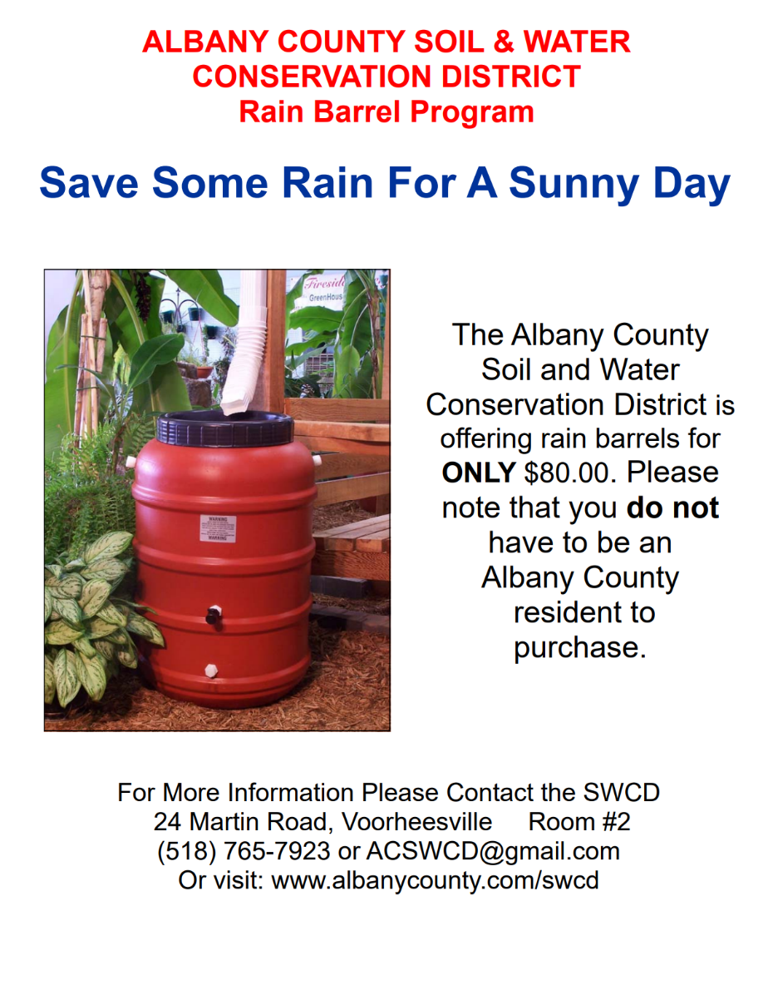 ALBANY COUNTY SOIL & WATER
CONSERVATION DISTRICT
Rain Barrel Program
Save Some Rain For A Sunny Day
GreenHous
WARNING
WARNING
The Albany County
Soil and Water
Conservation District is
offering rain barrels for
ONLY $80.00. Please
note that you do not
have to be an
Albany County
resident to
purchase.
For More Information Please Contact the SWCD
24 Martin Road, Voorheesville Room #2
(518) 765-7923 or ACSWCD@gmail.com
Or visit: www.albanycounty.com/swcd